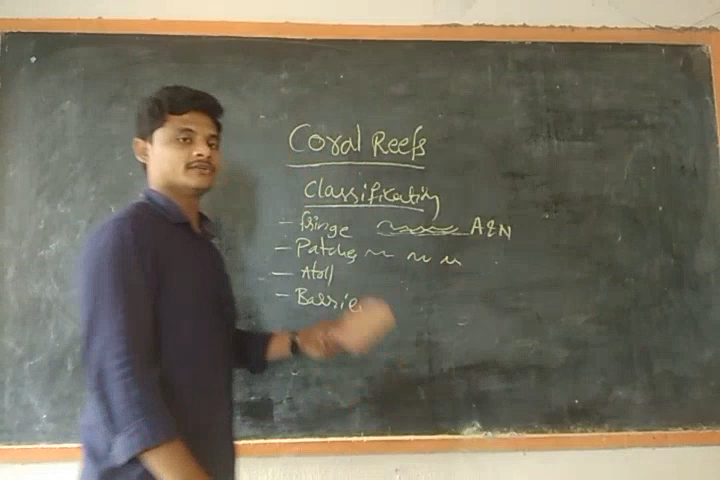 Coral Reefs
Classification
- fringe A&N
- Patches
- Atoll
- Barrier